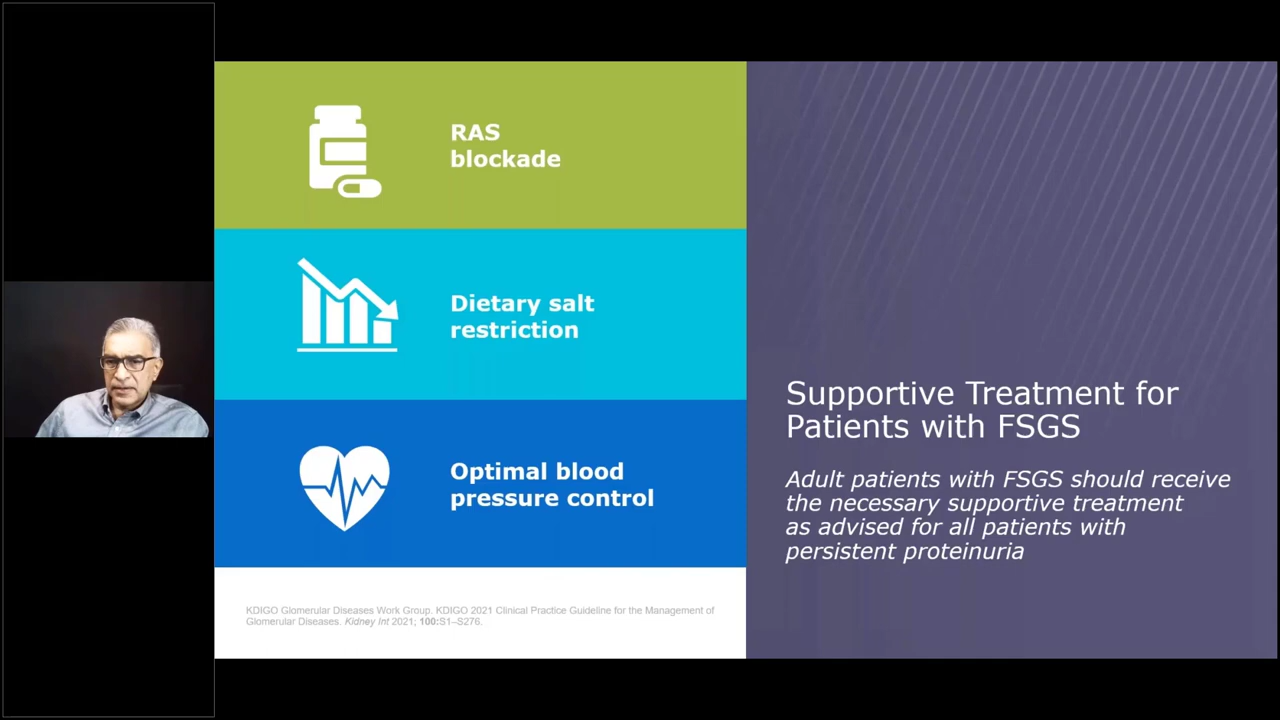 RAS
blockade
Dietary salt
restriction
Optimal blood
pressure control
KDIGO Glomerular Diseases Work Group. KDIGO 2021 Clinical Practice Guideline for the Management of
Glomerular Diseases. Kidney Int 2021; 100:S1–S276.
Supportive Treatment for
Patients with FSGS
Adult patients with FSGS should receive
the necessary supportive treatment
as advised for all patients with
persistent proteinuria